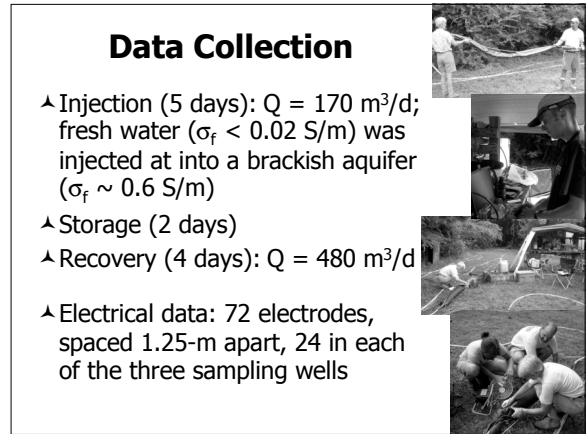 Data Collection
⋏Injection (5 days): Q = 170 m³/d;
fresh water (σf < 0.02 S/m) was
injected at into a brackish aquifer
(σf ~ 0.6 S/m)
⋏Storage (2 days)
⋏Recovery (4 days): Q = 480 m³/d
⋏Electrical data: 72 electrodes,
spaced 1.25-m apart, 24 in each
of the three sampling wells